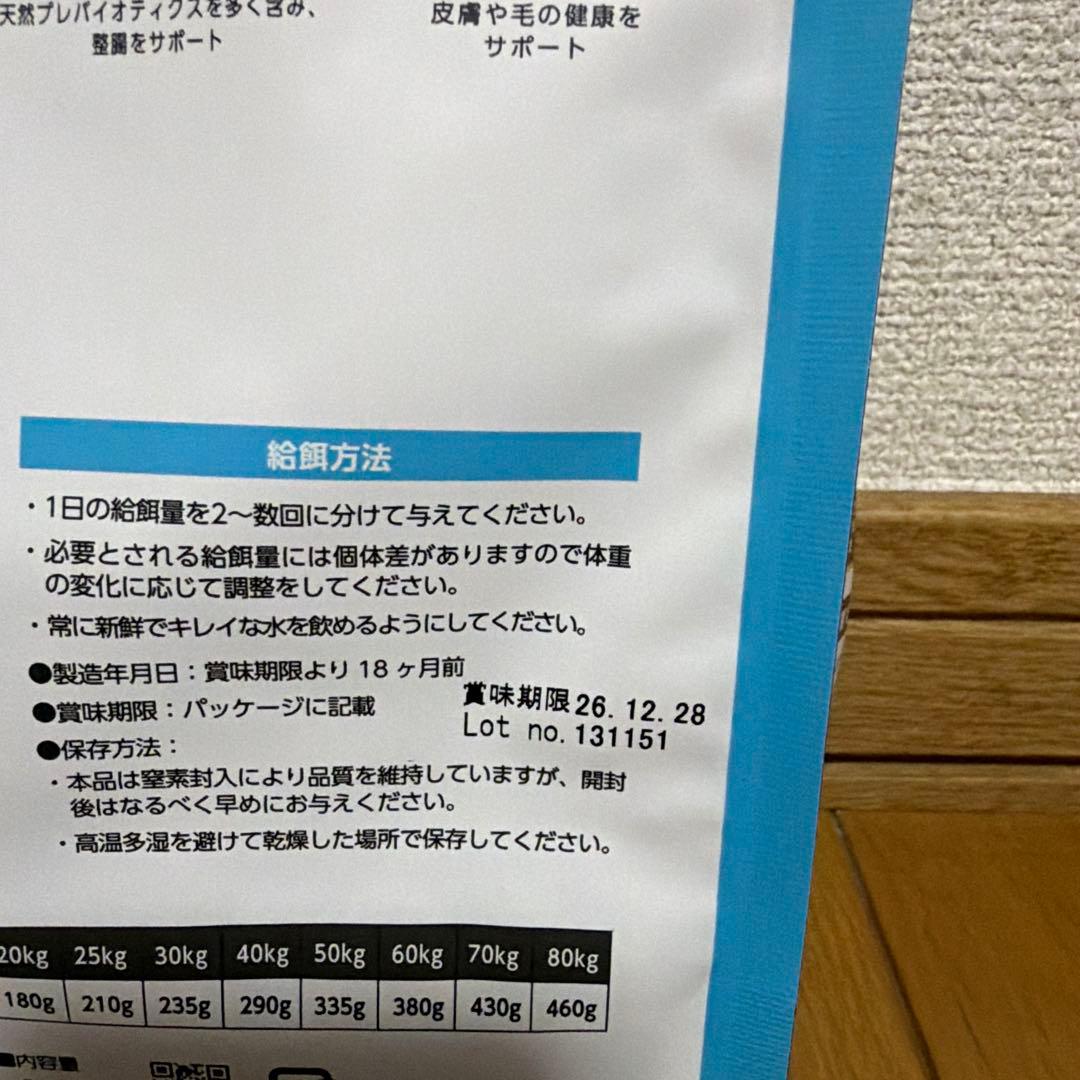 天然プレバイオティクスを多く含み、
整腸をサポート
皮膚や毛の健康を
サポート
給餌方法
・1日の給餌量を2〜数回に分けて与えてください。
・必要とされる給餌量には個体差がありますので体重
の変化に応じて調整をしてください。
・常に新鮮でキレイな水を飲めるようにしてください。
●製造年月日：賞味期限より18ヶ月前
●賞味期限：パッケージに記載
賞味期限26.12.28
Lot no.131151
●保存方法：
・本品は窒素封入により品質を維持していますが、開封
後はなるべく早めにお与えください。
・高温多湿を避けて乾燥した場所で保存してください。
20kg 25kg 30kg 40kg 50kg 60kg 70kg 80kg
180g 210g 235g 290g 335g 380g 430g 460g
■内容量